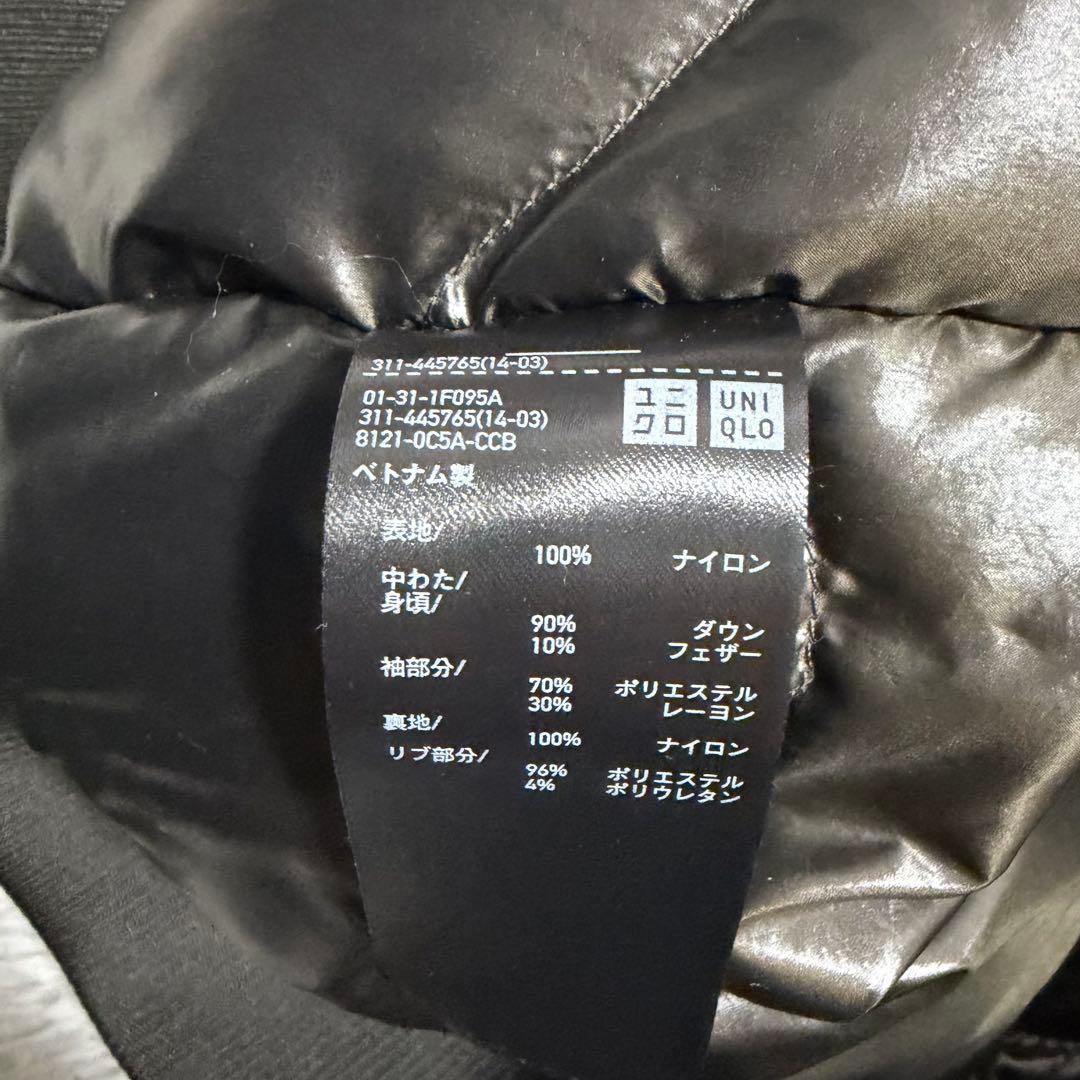 311-445765(14-03)
01-31-1F095A
311-445765(14-03)
8121-0C5A-CCB
ユニ
クロ
UNI
QLO
ベトナム製
表地/
100% ナイロン
中わた/
身頃/
90% ダウン
10% フェザー
袖部分/
70% ポリエステル
30% レーヨン
裏地/
100% ナイロン
リブ部分/
96% ポリエステル
4% ポリウレタン